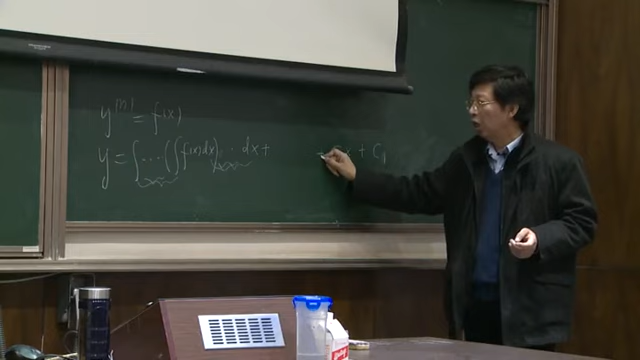 y^(n) = f(x)
y = ∫ ··· (∫ f(x)dx) ··· dx + + C₁